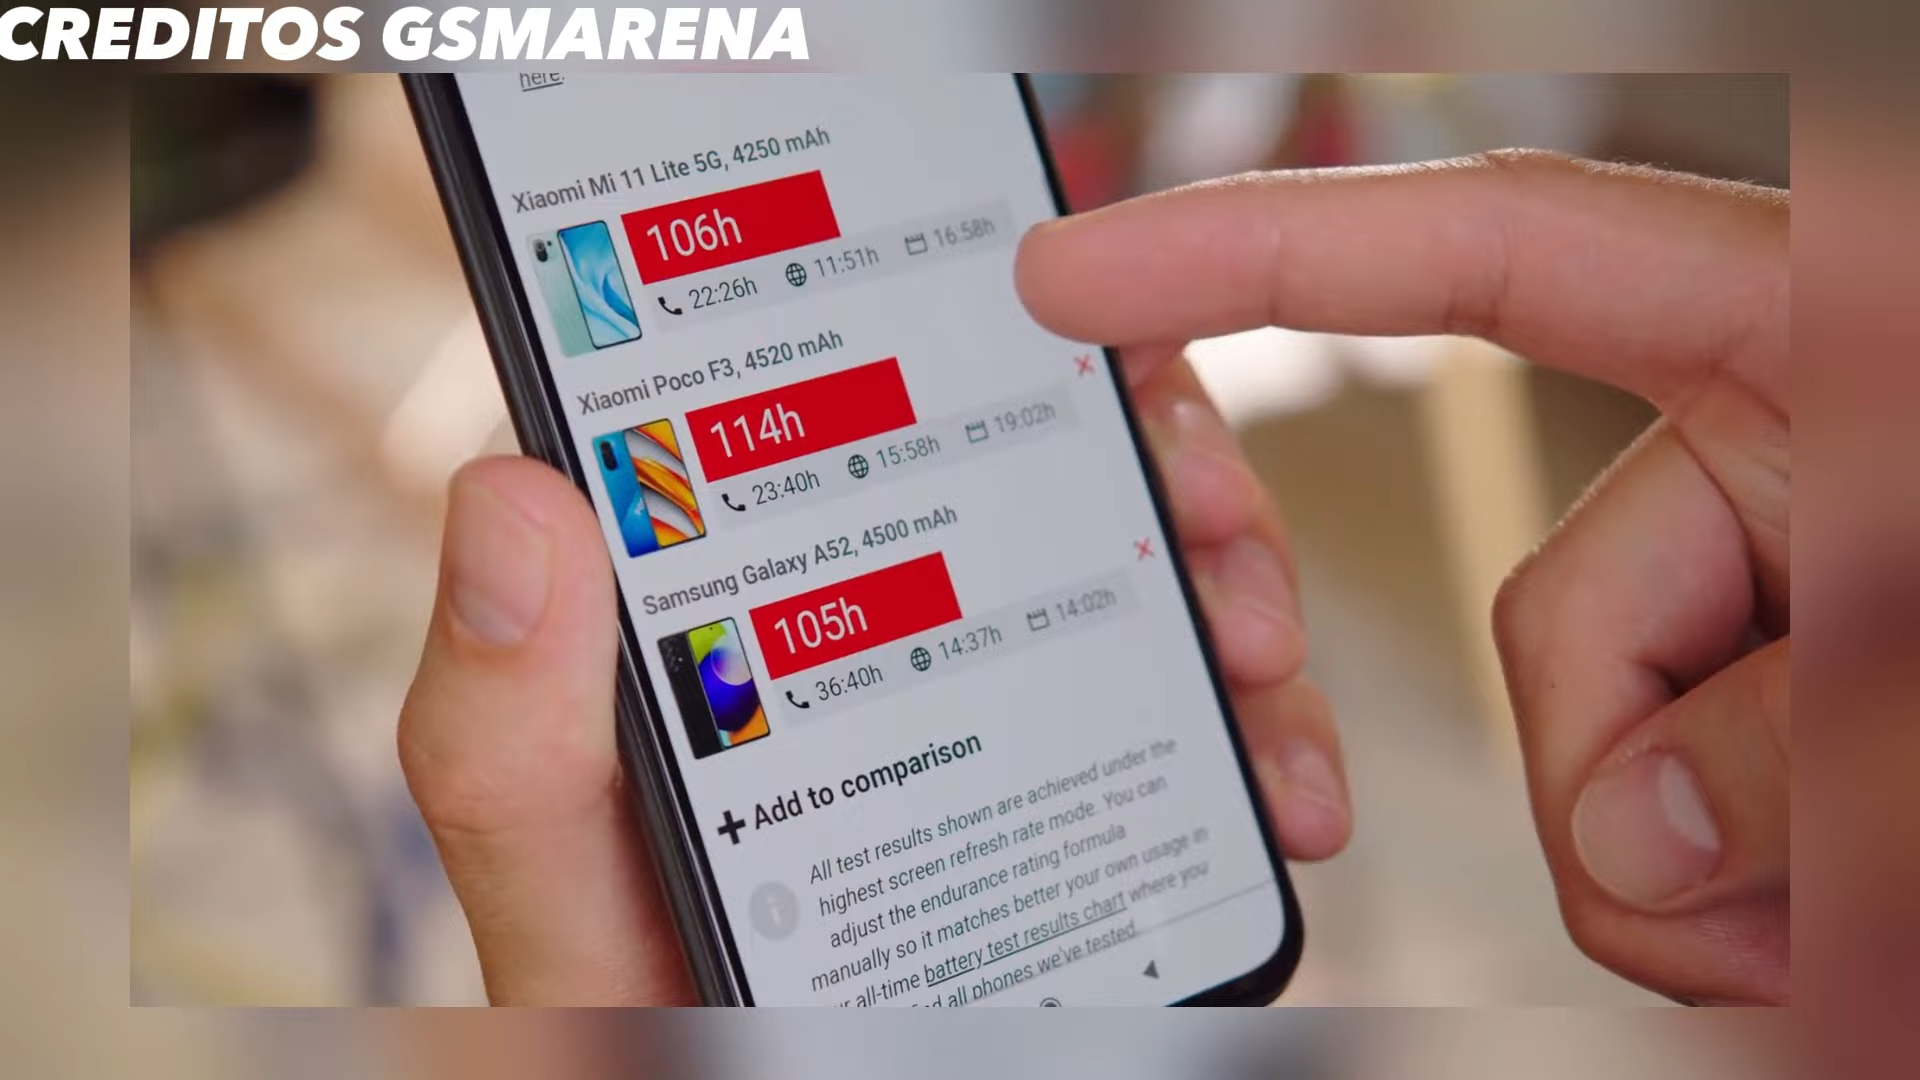 CREDITOS GSMARENA
here.
Xiaomi Mi 11 Lite 5G, 4250 mAh
106h
22:26h 11:51h 16:58h
Xiaomi Poco F3, 4520 mAh
114h
23:40h 15:58h 19:02h
Samsung Galaxy A52, 4500 mAh
105h
36:40h 14:37h 14:02h
Add to comparison
All test results shown are achieved under the
highest screen refresh rate mode. You can
adjust the endurance rating formula
manually so it matches better your own usage in
all-time battery test results chart where you
all phones we've tested.